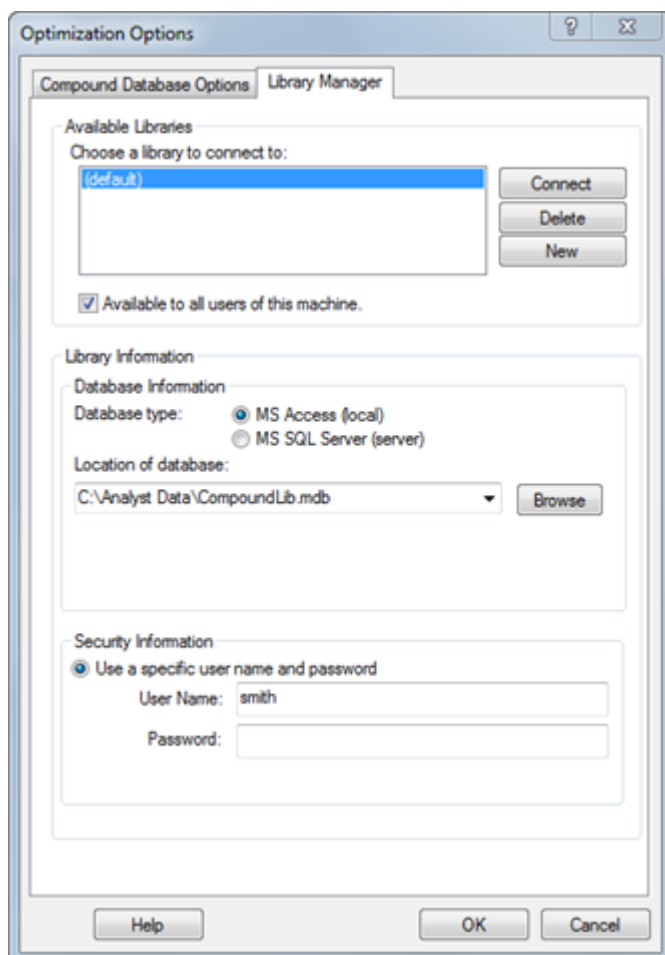 Optimization Options
Compound Database Options Library Manager
Available Libraries
Choose a library to connect to:
(default)
Connect
Delete
New
Available to all users of this machine.
Library Information
Database Information
Database type: MS Access (local)
MS SQL Server (server)
Location of database:
C:\Analyst Data\CompoundLib.mdb Browse
Security Information
Use a specific user name and password
User Name: smith
Password:
Help OK Cancel